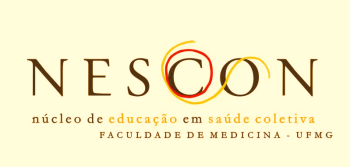 NESCON
núcleo de educação em saúde coletiva
FACULDADE DE MEDICINA - UFMG